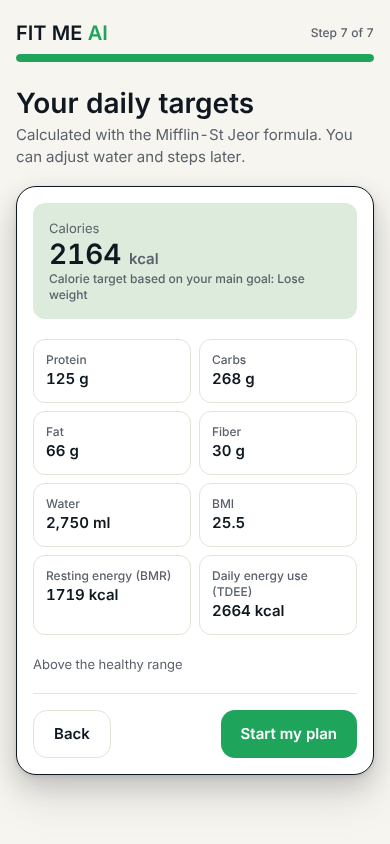 FIT ME AI
Step 7 of 7
Your daily targets
Calculated with the Mifflin-St Jeor formula. You
can adjust water and steps later.
Calories
2164 kcal
Calorie target based on your main goal: Lose
weight
Protein
125 g
Carbs
268 g
Fat
66 g
Fiber
30 g
Water
2,750 ml
BMI
25.5
Resting energy (BMR)
1719 kcal
Daily energy use
(TDEE)
2664 kcal
Above the healthy range
Back
Start my plan